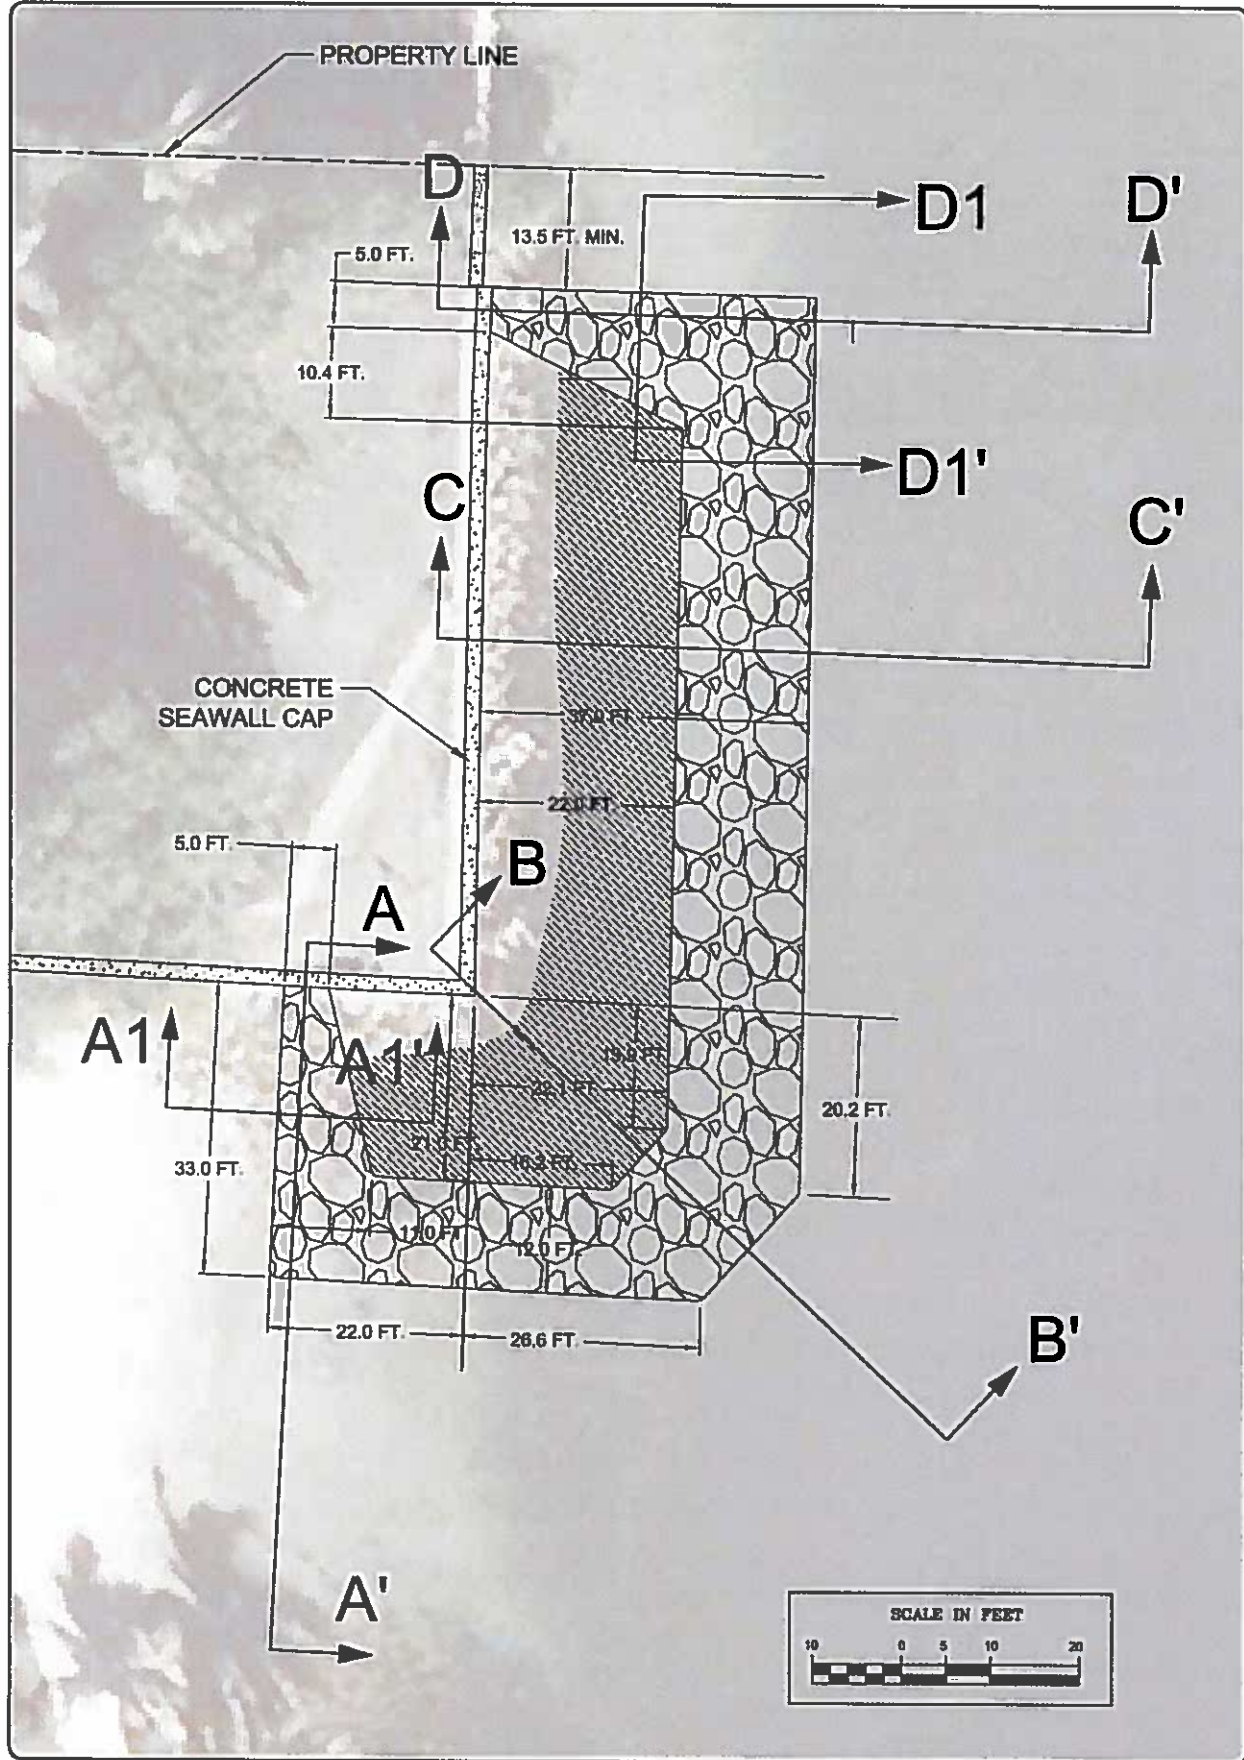 PROPERTY LINE
D
D1
D'
13.5 FT. MIN.
5.0 FT.
10.4 FT.
D1'
C
C'
CONCRETE
SEAWALL CAP
22.0 FT.
5.0 FT.
B
A
A1
A1'
22.1 FT.
20.2 FT.
33.0 FT.
16.2 FT.
11.0 FT
12.0 FT.
22.0 FT.
26.6 FT.
B'
A'
SCALE IN FEET
10 0 5 10 20